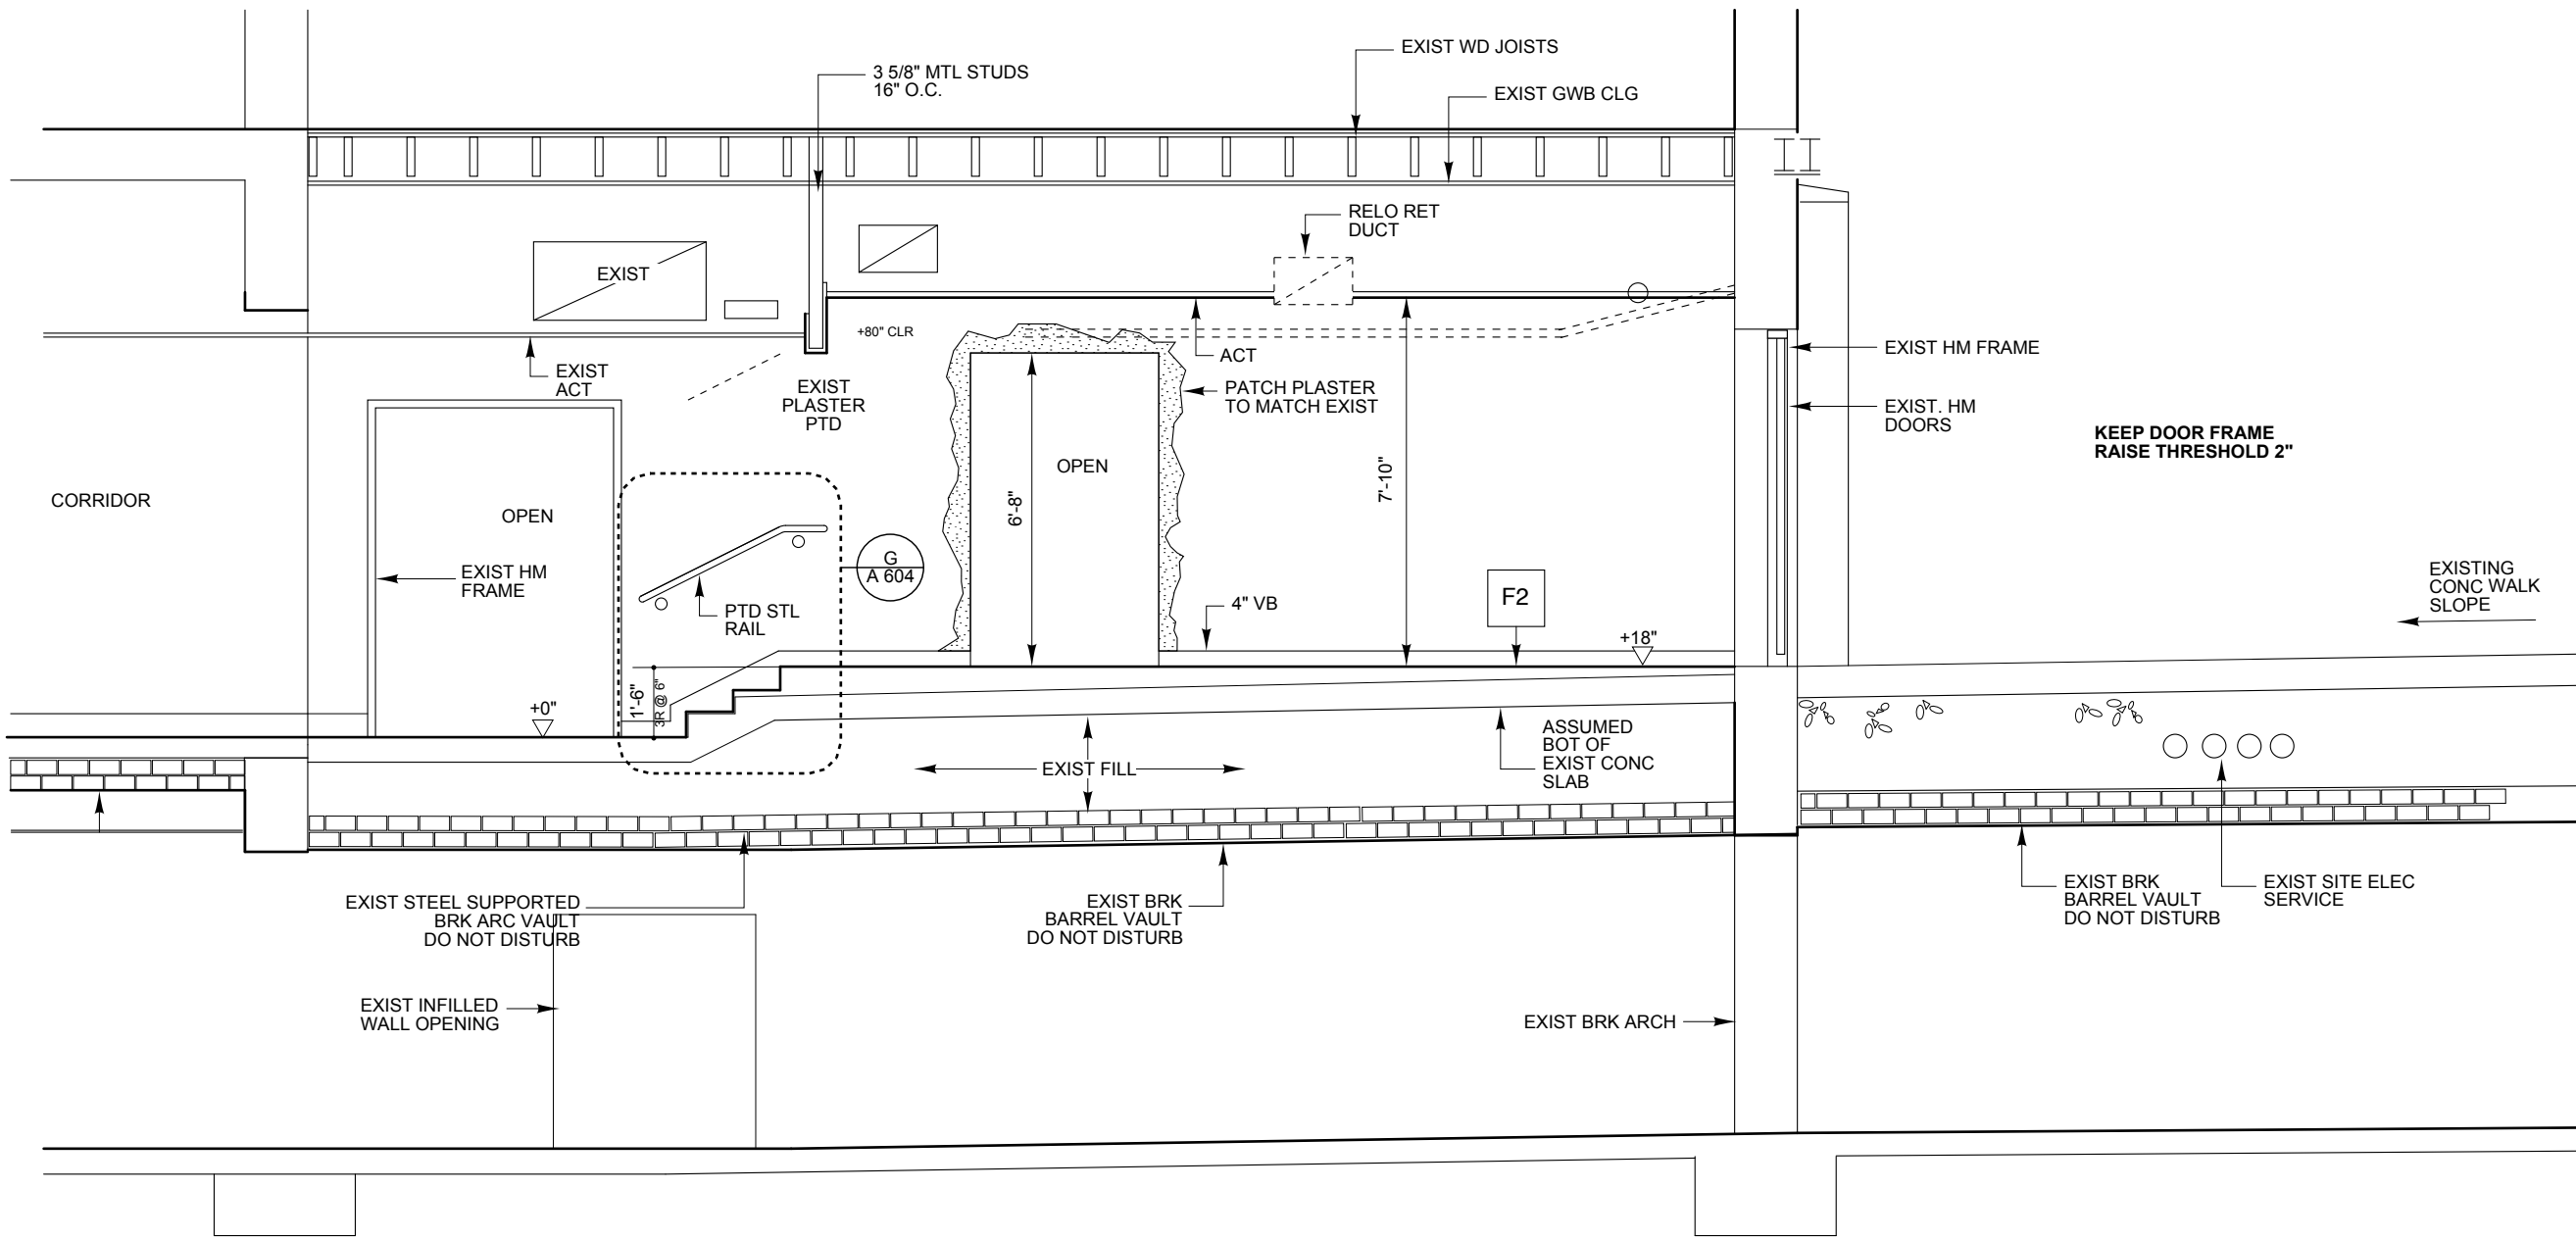 EXIST WD JOISTS
3 5/8" MTL STUDS
16" O.C.
EXIST GWB CLG
RELO RET
DUCT
EXIST
+80" CLR
EXIST
ACT
EXIST
PLASTER
PTD
ACT
PATCH PLASTER
TO MATCH EXIST
EXIST HM FRAME
EXIST. HM
DOORS
KEEP DOOR FRAME
RAISE THRESHOLD 2"
CORRIDOR
OPEN
OPEN
6'-8"
7'-10"
EXIST HM
FRAME
G
A 604
PTD STL
RAIL
4" VB
F2
EXISTING
CONC WALK
SLOPE
+18"
+0"
1'-6"
3R @ 6"
EXIST FILL
ASSUMED
BOT OF
EXIST CONC
SLAB
EXIST STEEL SUPPORTED
BRK ARC VAULT
DO NOT DISTURB
EXIST BRK
BARREL VAULT
DO NOT DISTURB
EXIST BRK
BARREL VAULT
DO NOT DISTURB
EXIST SITE ELEC
SERVICE
EXIST INFILLED
WALL OPENING
EXIST BRK ARCH